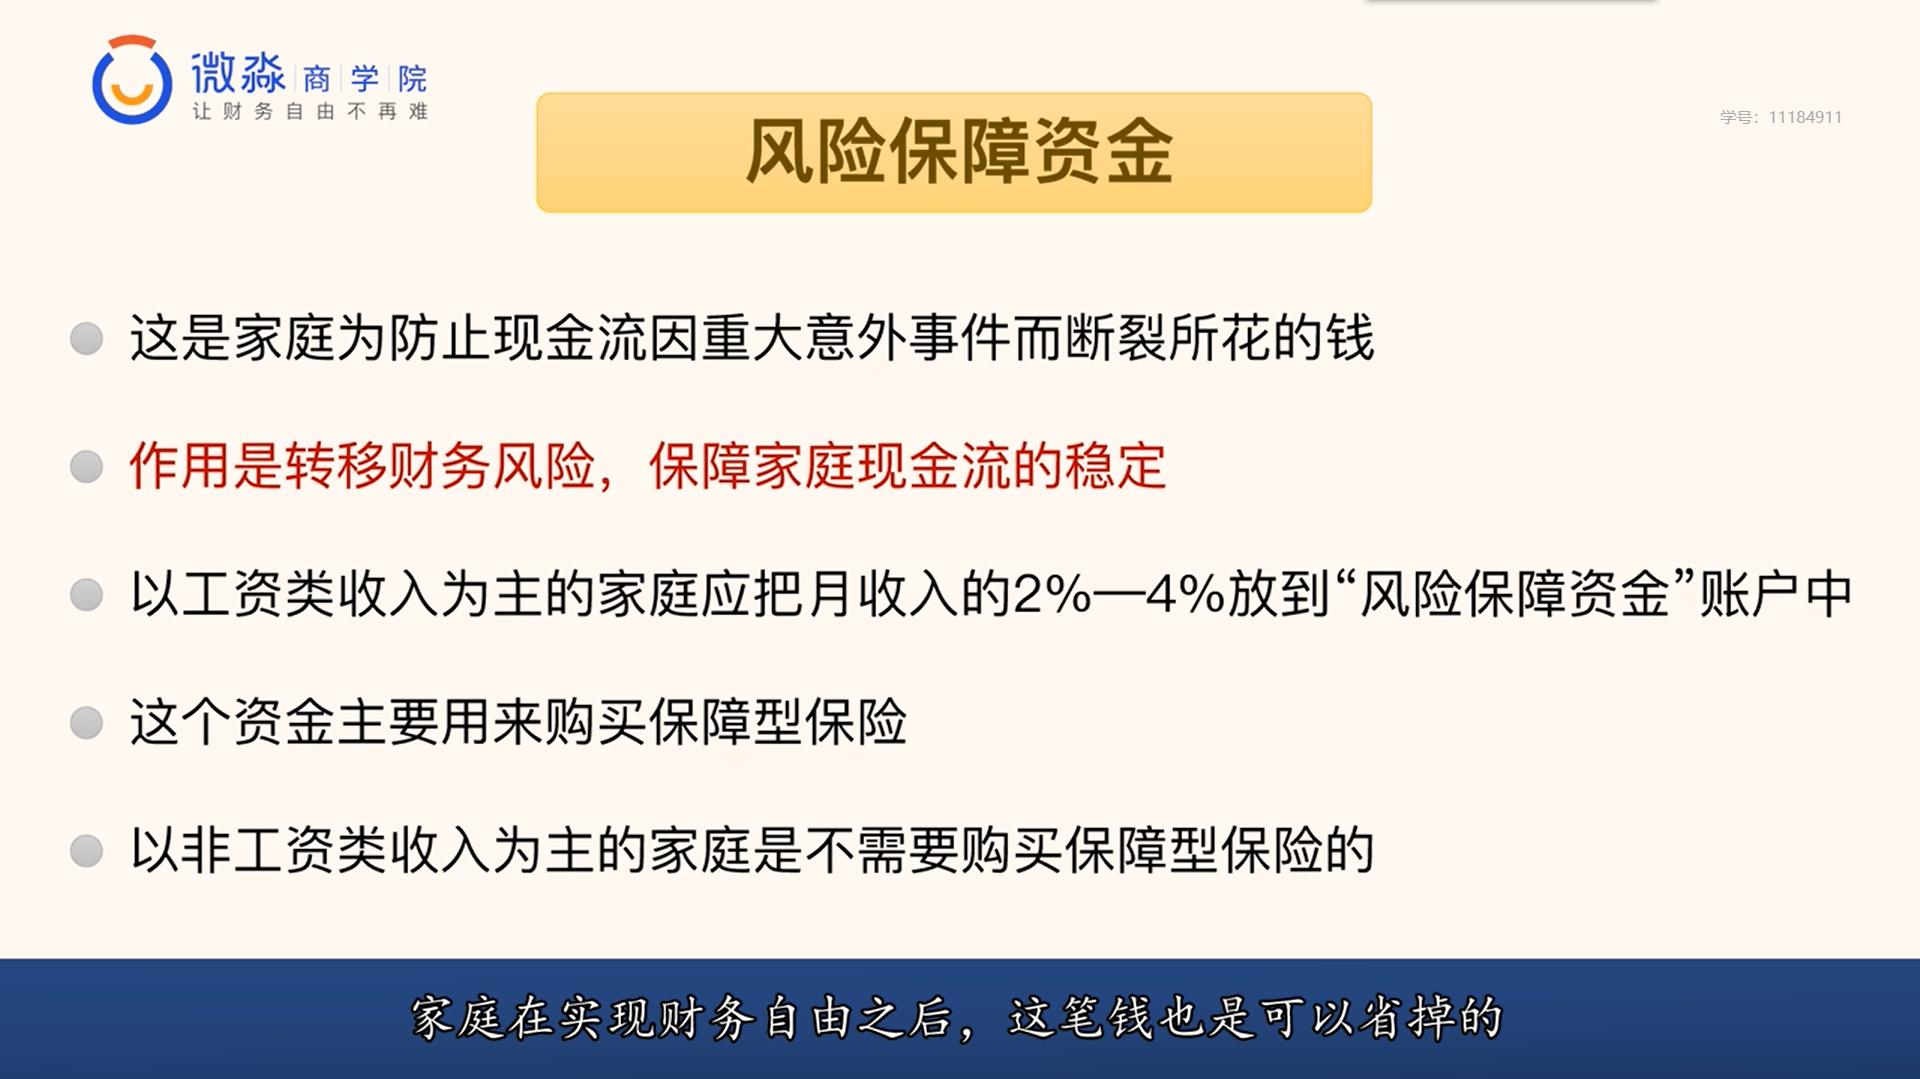 微淼商学院
让财务自由不再难
学号：11184911
风险保障资金
这是家庭为防止现金流因重大意外事件而断裂所花的钱
作用是转移财务风险，保障家庭现金流的稳定
以工资类收入为主的家庭应把月收入的2%—4%放到“风险保障资金”账户中
这个资金主要用来购买保障型保险
以非工资类收入为主的家庭是不需要购买保障型保险的
家庭在实现财务自由之后，这笔钱也是可以省掉的